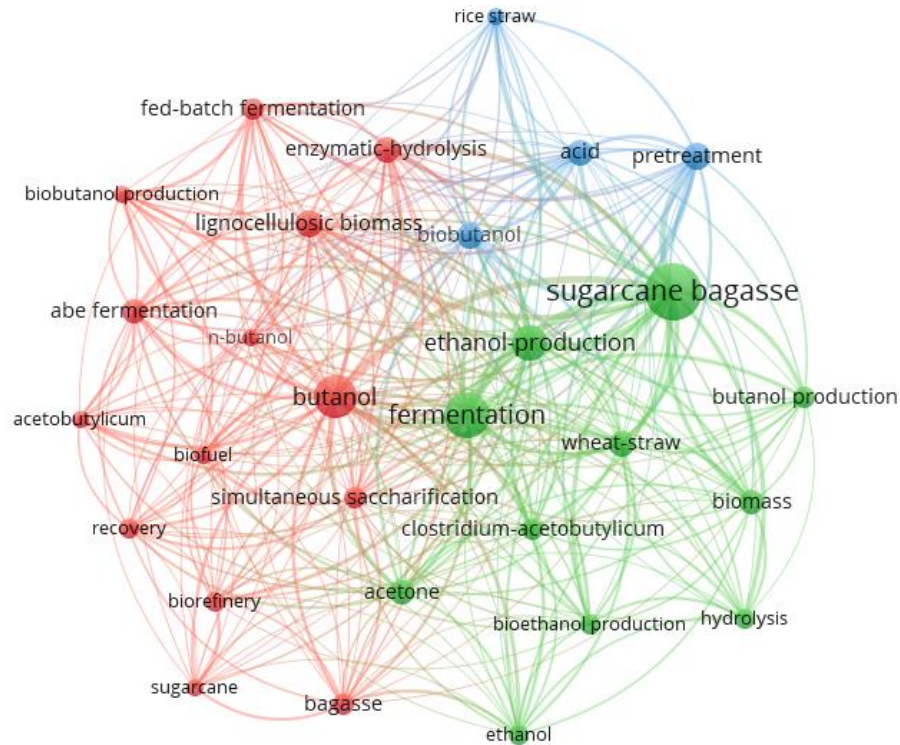 rice straw
fed-batch fermentation
enzymatic-hydrolysis
acid
pretreatment
biobutanol production
lignocellulosic biomass
biobutanol
sugarcane bagasse
abe fermentation
n-butanol
ethanol-production
butanol
butanol production
fermentation
acetobutylicum
wheat-straw
biofuel
simultaneous saccharification
biomass
recovery
clostridium-acetobutylicum
acetone
biorefinery
bioethanol production
hydrolysis
sugarcane
bagasse
ethanol